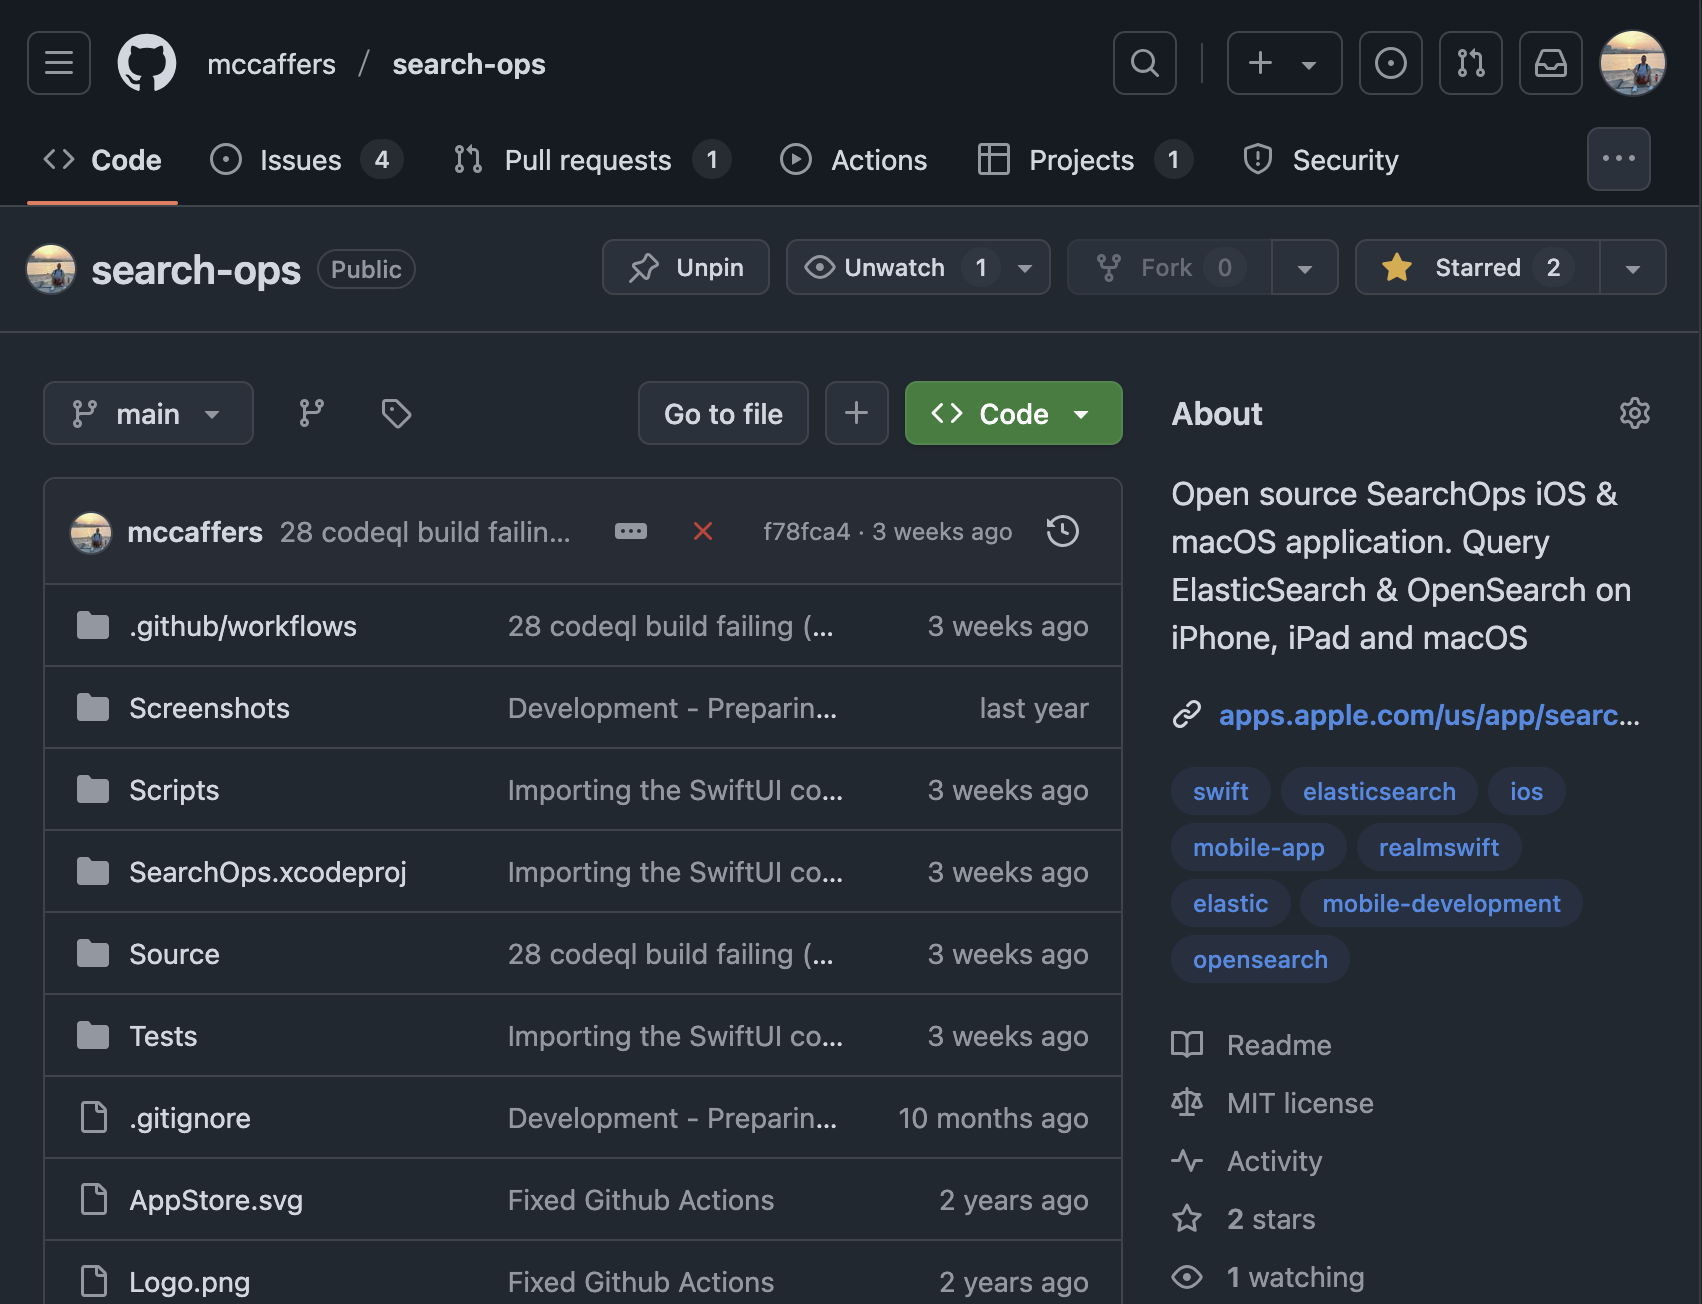 mccaffers / search-ops
Code Issues 4 Pull requests 1 Actions Projects 1 Security
search-ops Public Unpin Unwatch 1 Fork 0 Starred 2
main Go to file Code
mccaffers 28 codeql build failin... f78fca4 · 3 weeks ago
.github/workflows 28 codeql build failing (... 3 weeks ago
Screenshots Development - Preparin... last year
Scripts Importing the SwiftUI co... 3 weeks ago
SearchOps.xcodeproj Importing the SwiftUI co... 3 weeks ago
Source 28 codeql build failing (... 3 weeks ago
Tests Importing the SwiftUI co... 3 weeks ago
.gitignore Development - Preparin... 10 months ago
AppStore.svg Fixed Github Actions 2 years ago
Logo.png Fixed Github Actions 2 years ago
About
Open source SearchOps iOS &
macOS application. Query
ElasticSearch & OpenSearch on
iPhone, iPad and macOS
apps.apple.com/us/app/searc...
swift elasticsearch ios
mobile-app realmswift
elastic mobile-development
opensearch
Readme
MIT license
Activity
2 stars
1 watching